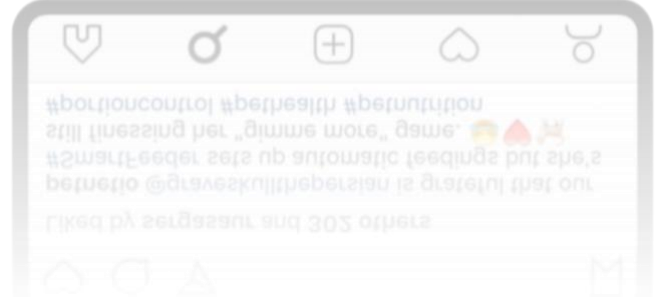 Liked by sergasaur and 302 others
petnetio @graveskullthepersian is grateful that our
#SmartFeeder sets up automatic feedings but she's
still finessing her "gimme more" game.
#portioncontrol #pethealth #petnutrition